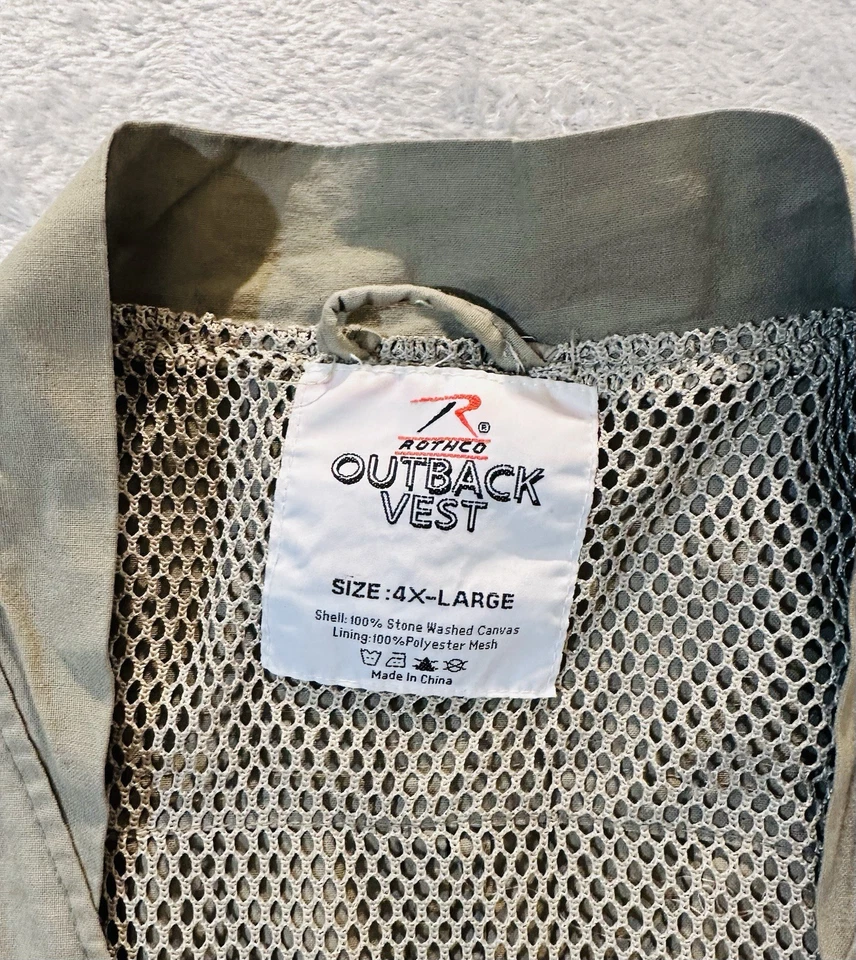 R®
ROTHCO
OUTBACK
VEST
SIZE:4X-LARGE
Shell:100% Stone Washed Canvas
Lining:100%Polyester Mesh
Made In China